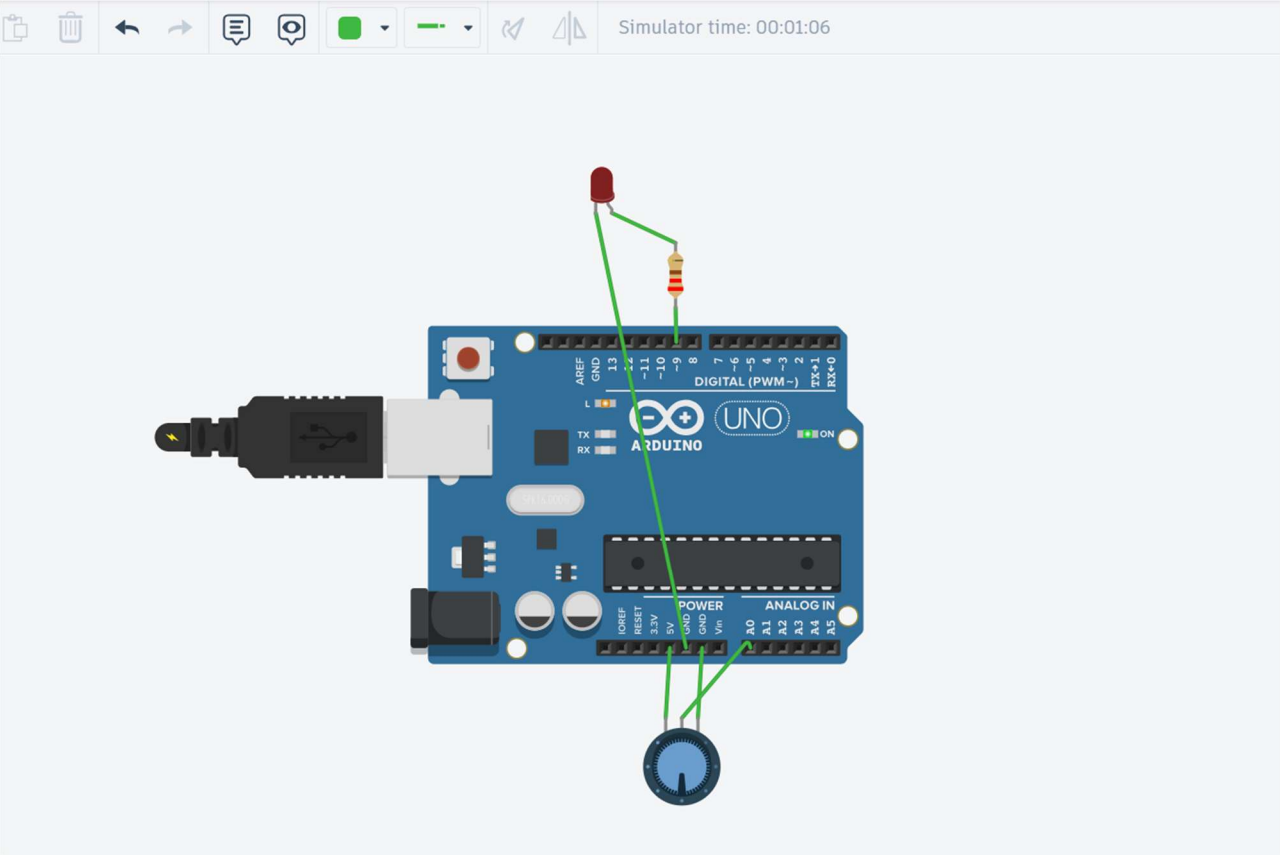 Simulator time: 00:01:06
AREF
GND
13
12
~11
~10
~9
8
7
~6
~5
4
~3
2
TX→1
RX←0
DIGITAL (PWM~)
L
TX
RX
ARDUINO
UNO
ON
POWER
ANALOG IN
IOREF
RESET
3.3V
5V
GND
GND
Vin
A0
A1
A2
A3
A4
A5